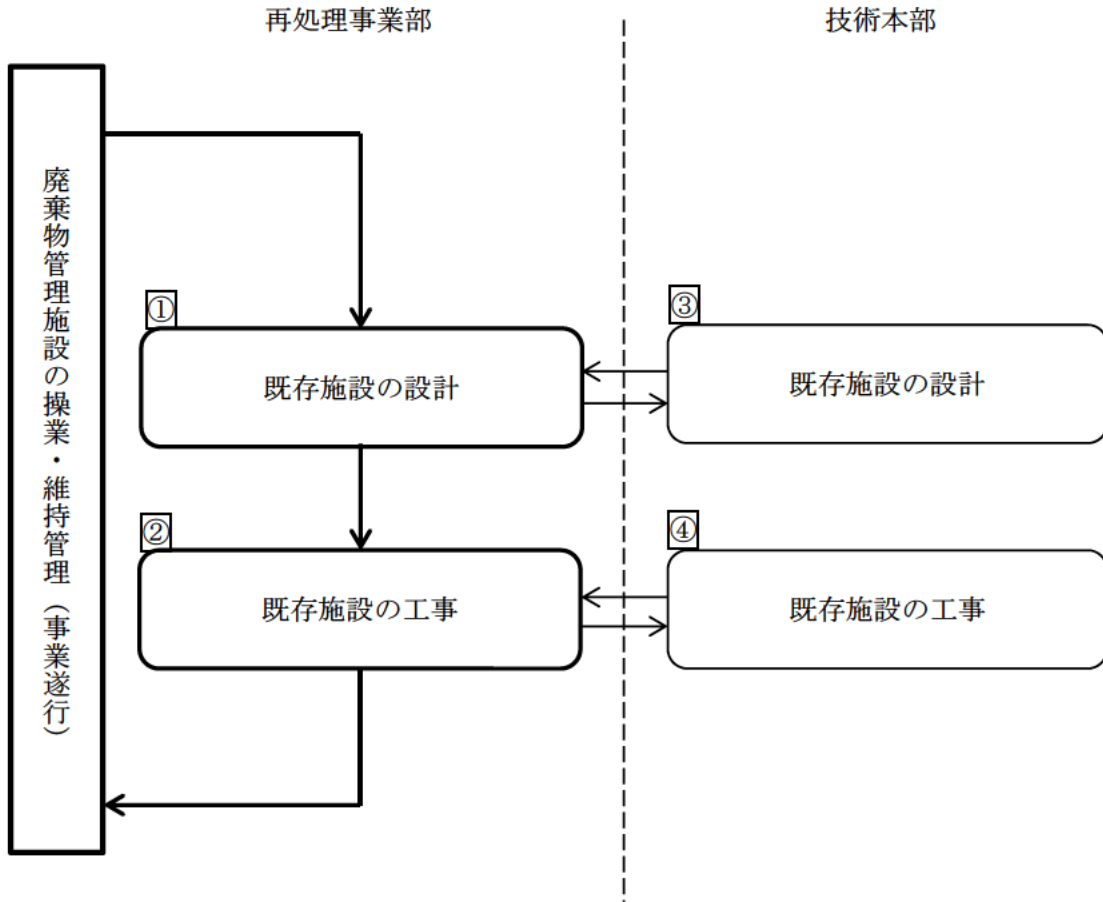 再処理事業部
技術本部
廃棄物管理施設の操業・維持管理（事業遂行）
①
既存施設の設計
③
既存施設の設計
②
既存施設の工事
④
既存施設の工事